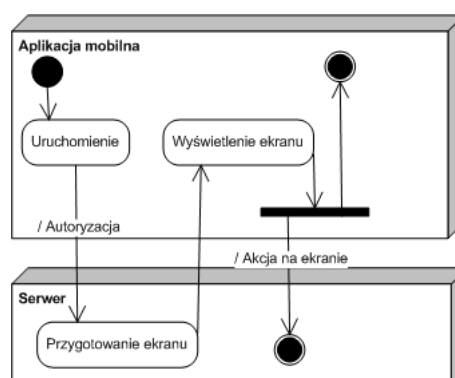 Aplikacja mobilna
Uruchomienie
Wyświetlenie ekranu
/ Autoryzacja
/ Akcja na ekranie
Serwer
Przygotowanie ekranu